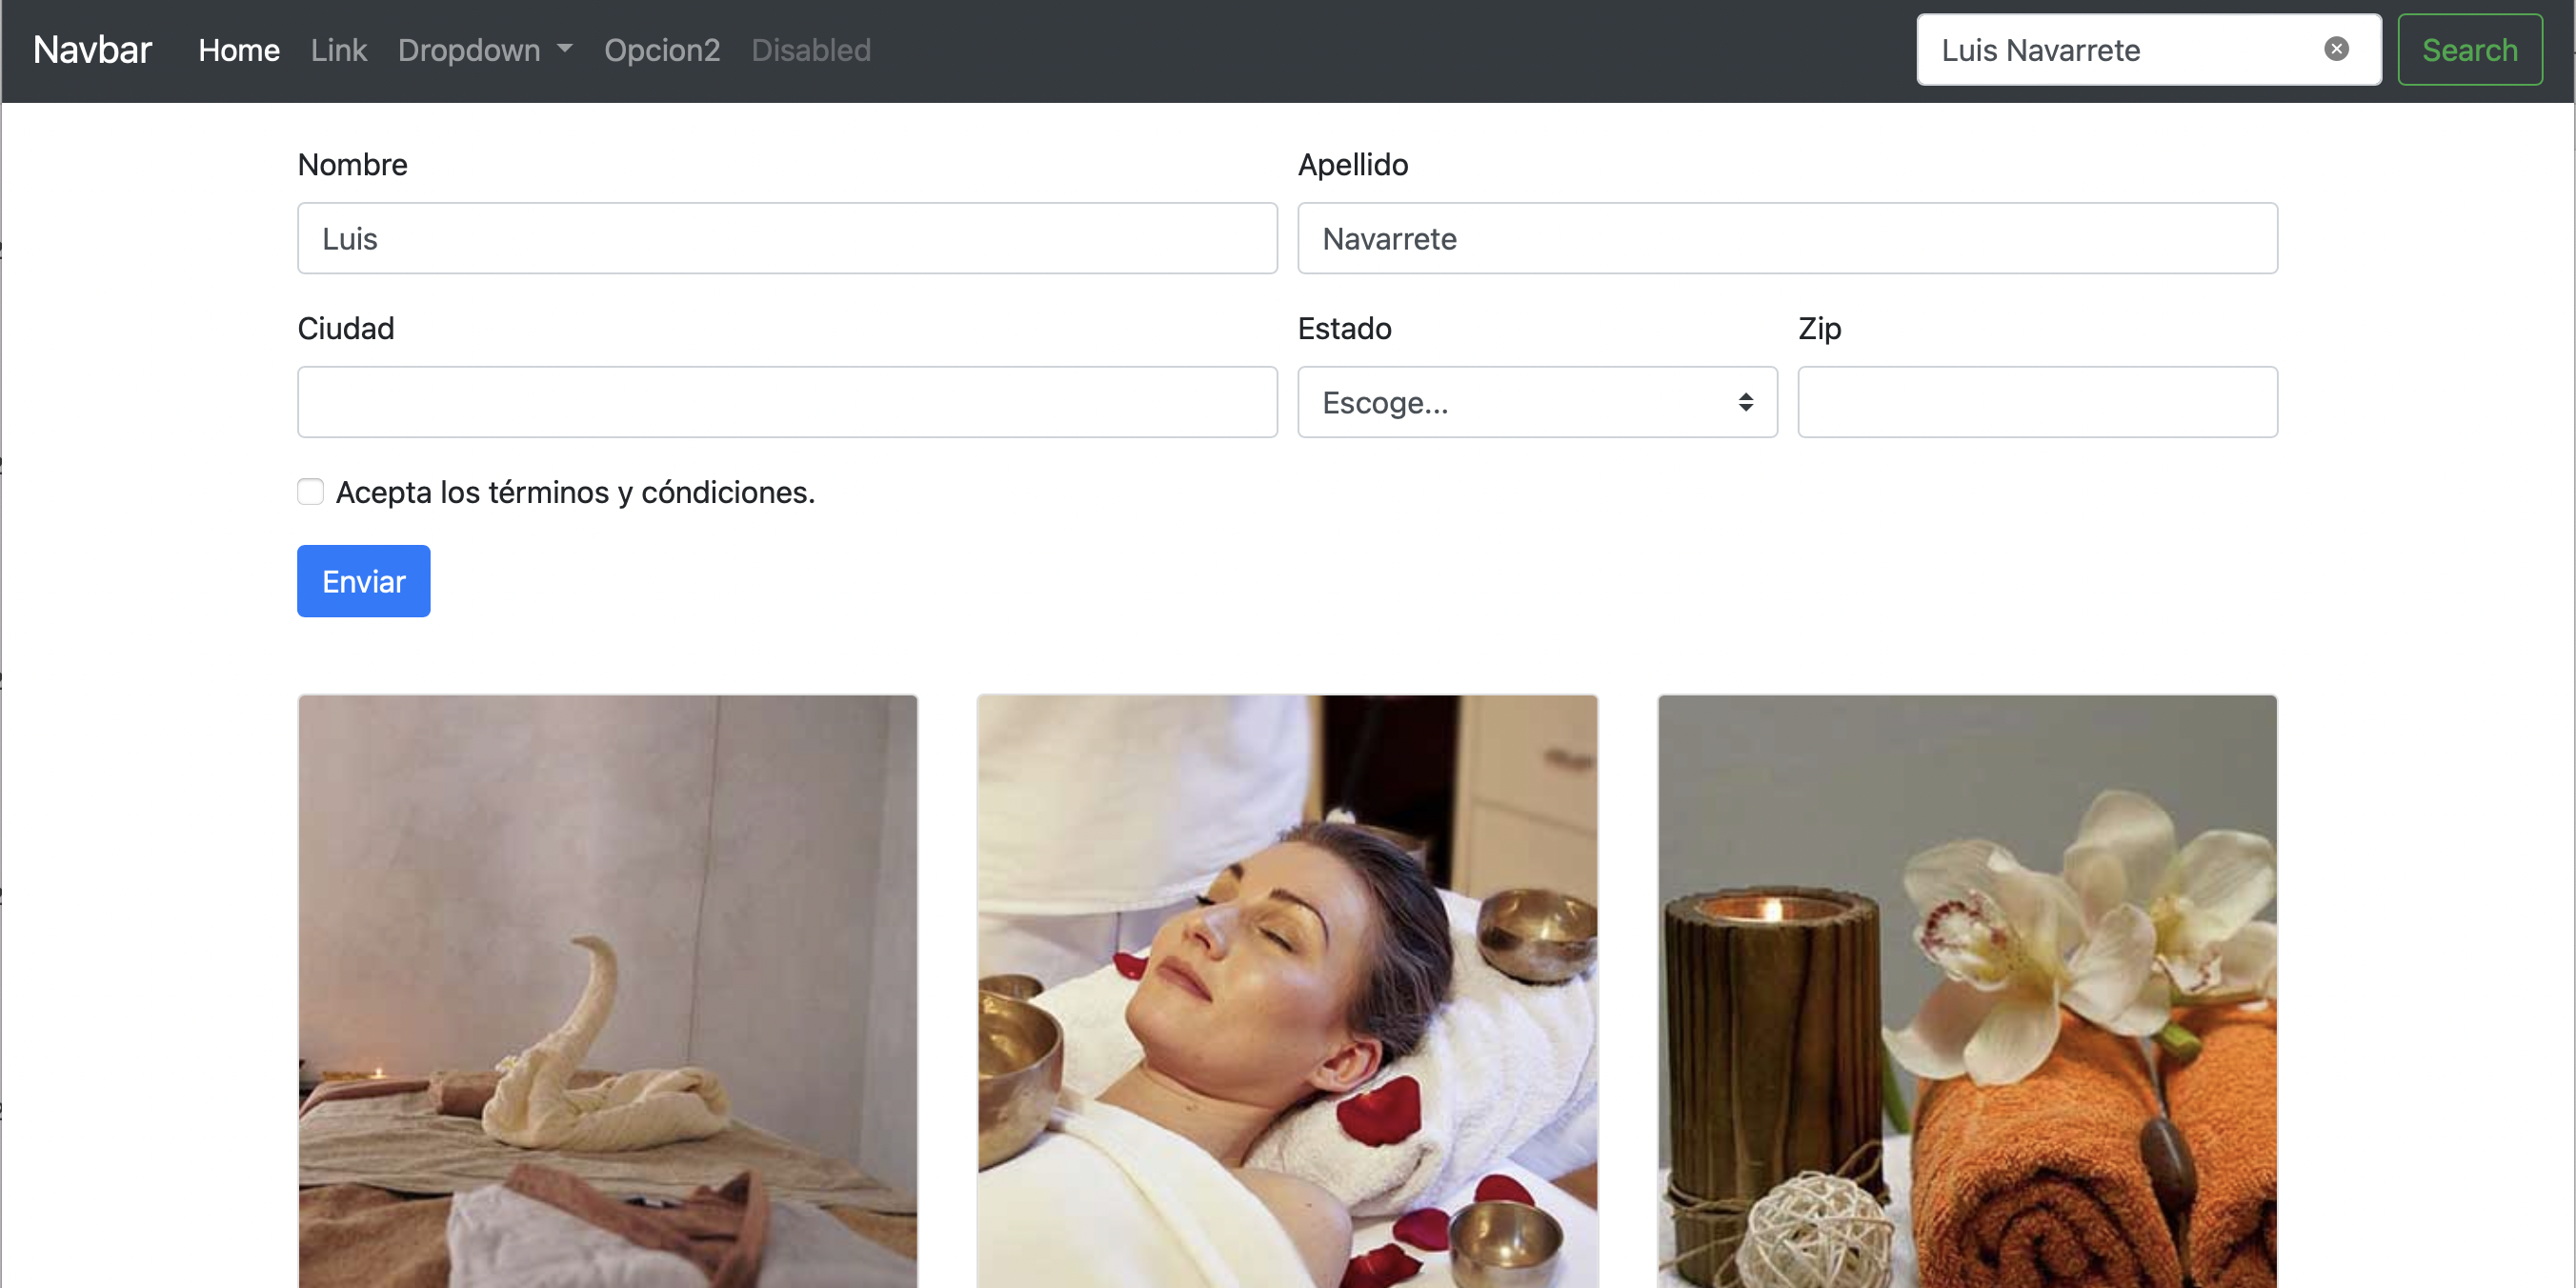 Navbar Home Link Dropdown Opcion2 Disabled Luis Navarrete Search
Nombre Apellido
Luis Navarrete
Ciudad Estado Zip
Escoge...
Acepta los términos y cóndiciones.
Enviar